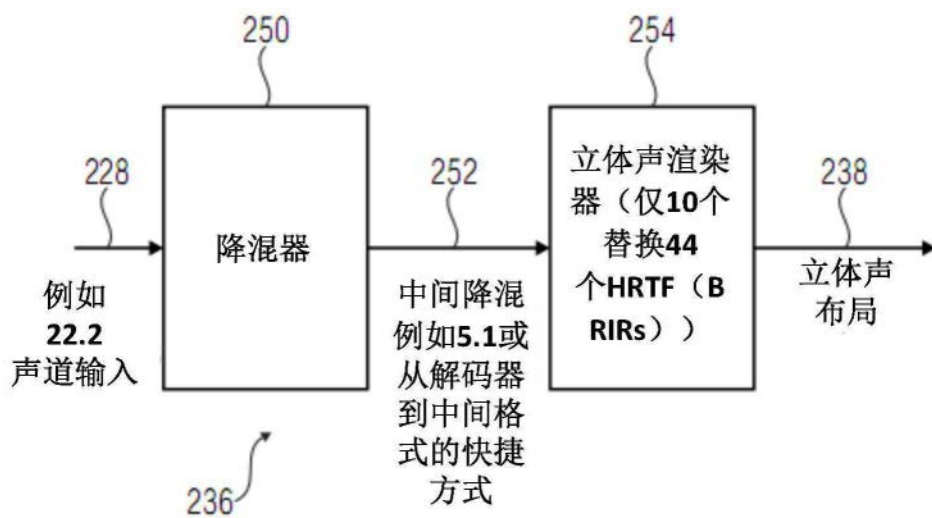 250
254
228
252
238
降混器
立体声渲染
器（仅10个
替换44
个HRTF（B
RIRs））
例如
22.2
声道输入
中间降混
例如5.1或
从解码器
到中间格
式的快捷
方式
立体声
布局
236